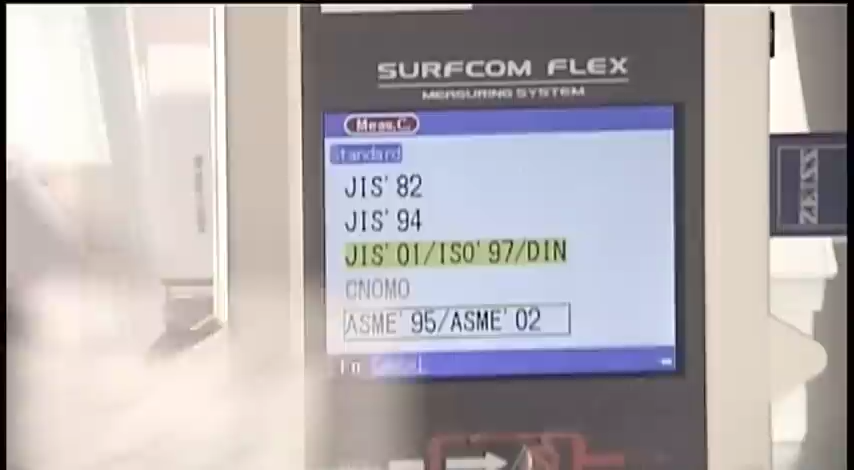 SURFCOM FLEX
MEASURING SYSTEM
Meas.C.
Standard
JIS' 82
JIS' 94
JIS' 01/ISO' 97/DIN
CNOMO
ASME' 95/ASME' 02
ZEISS